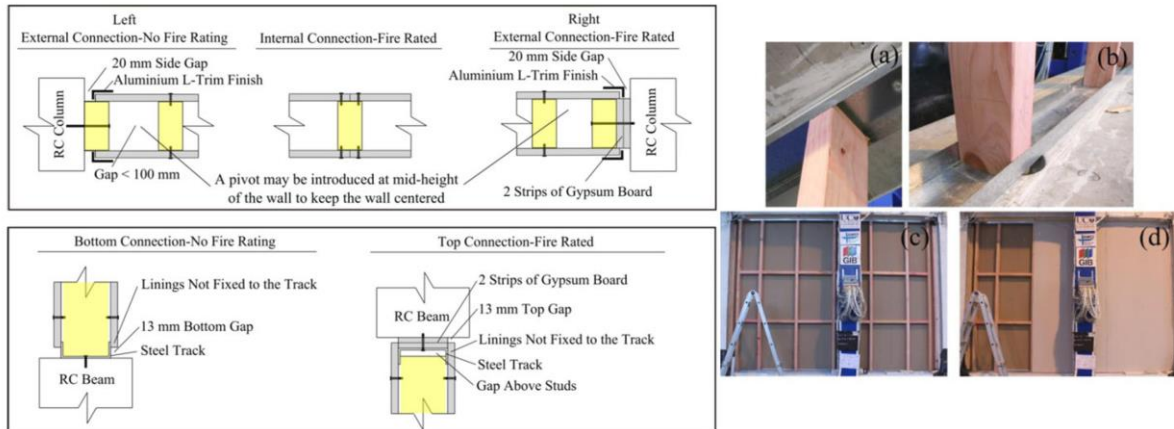 Left
External Connection-No Fire Rating
Internal Connection-Fire Rated
Right
External Connection-Fire Rated
20 mm Side Gap
Aluminium L-Trim Finish
20 mm Side Gap
Aluminium L-Trim Finish
RC Column
RC Column
Gap < 100 mm
A pivot may be introduced at mid-height
of the wall to keep the wall centered
2 Strips of Gypsum Board
Bottom Connection-No Fire Rating
Top Connection-Fire Rated
Linings Not Fixed to the Track
13 mm Bottom Gap
Steel Track
RC Beam
2 Strips of Gypsum Board
RC Beam
13 mm Top Gap
Linings Not Fixed to the Track
Steel Track
Gap Above Studs
(a)
(b)
(c)
UC
GIB
(d)
UC
GIB